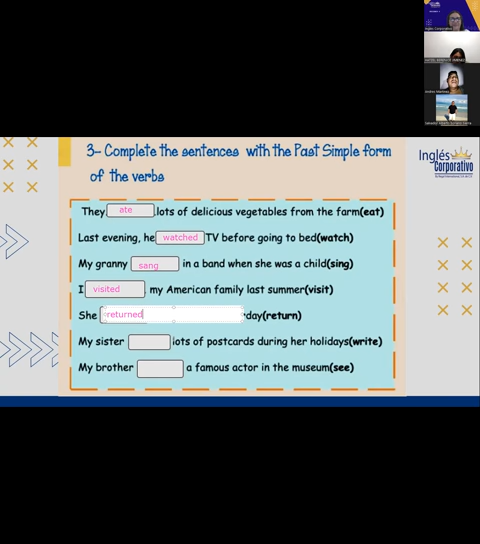 3- Complete the sentences with the Past Simple form
of the verbs
Inglés
Corporativo
They ate lots of delicious vegetables from the farm(eat)
Last evening, he watched TV before going to bed(watch)
My granny sang in a band when she was a child(sing)
I visited my American family last summer(visit)
She returned day(return)
My sister lots of postcards during her holidays(write)
My brother a famous actor in the museum(see)